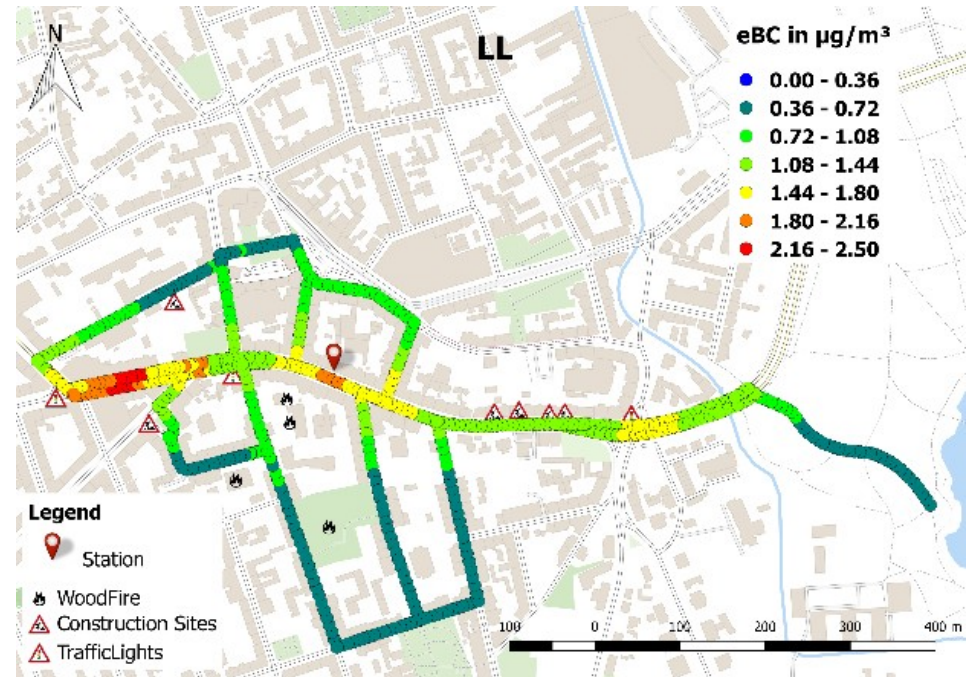 N
LL
eBC in µg/m³
0.00 - 0.36
0.36 - 0.72
0.72 - 1.08
1.08 - 1.44
1.44 - 1.80
1.80 - 2.16
2.16 - 2.50
Legend
Station
WoodFire
Construction Sites
TrafficLights
100 0 100 200 300 400 m